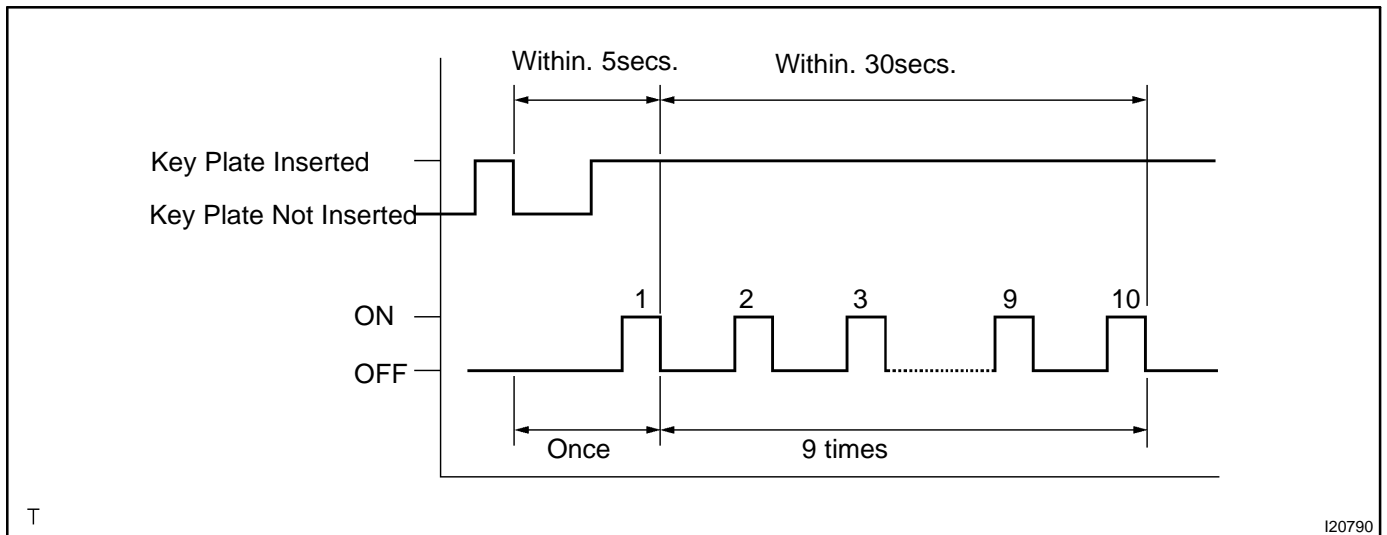 Within. 5secs.
Within. 30secs.
Key Plate Inserted
Key Plate Not Inserted
1 2 3 9 10
ON
OFF
Once
9 times
T
I20790